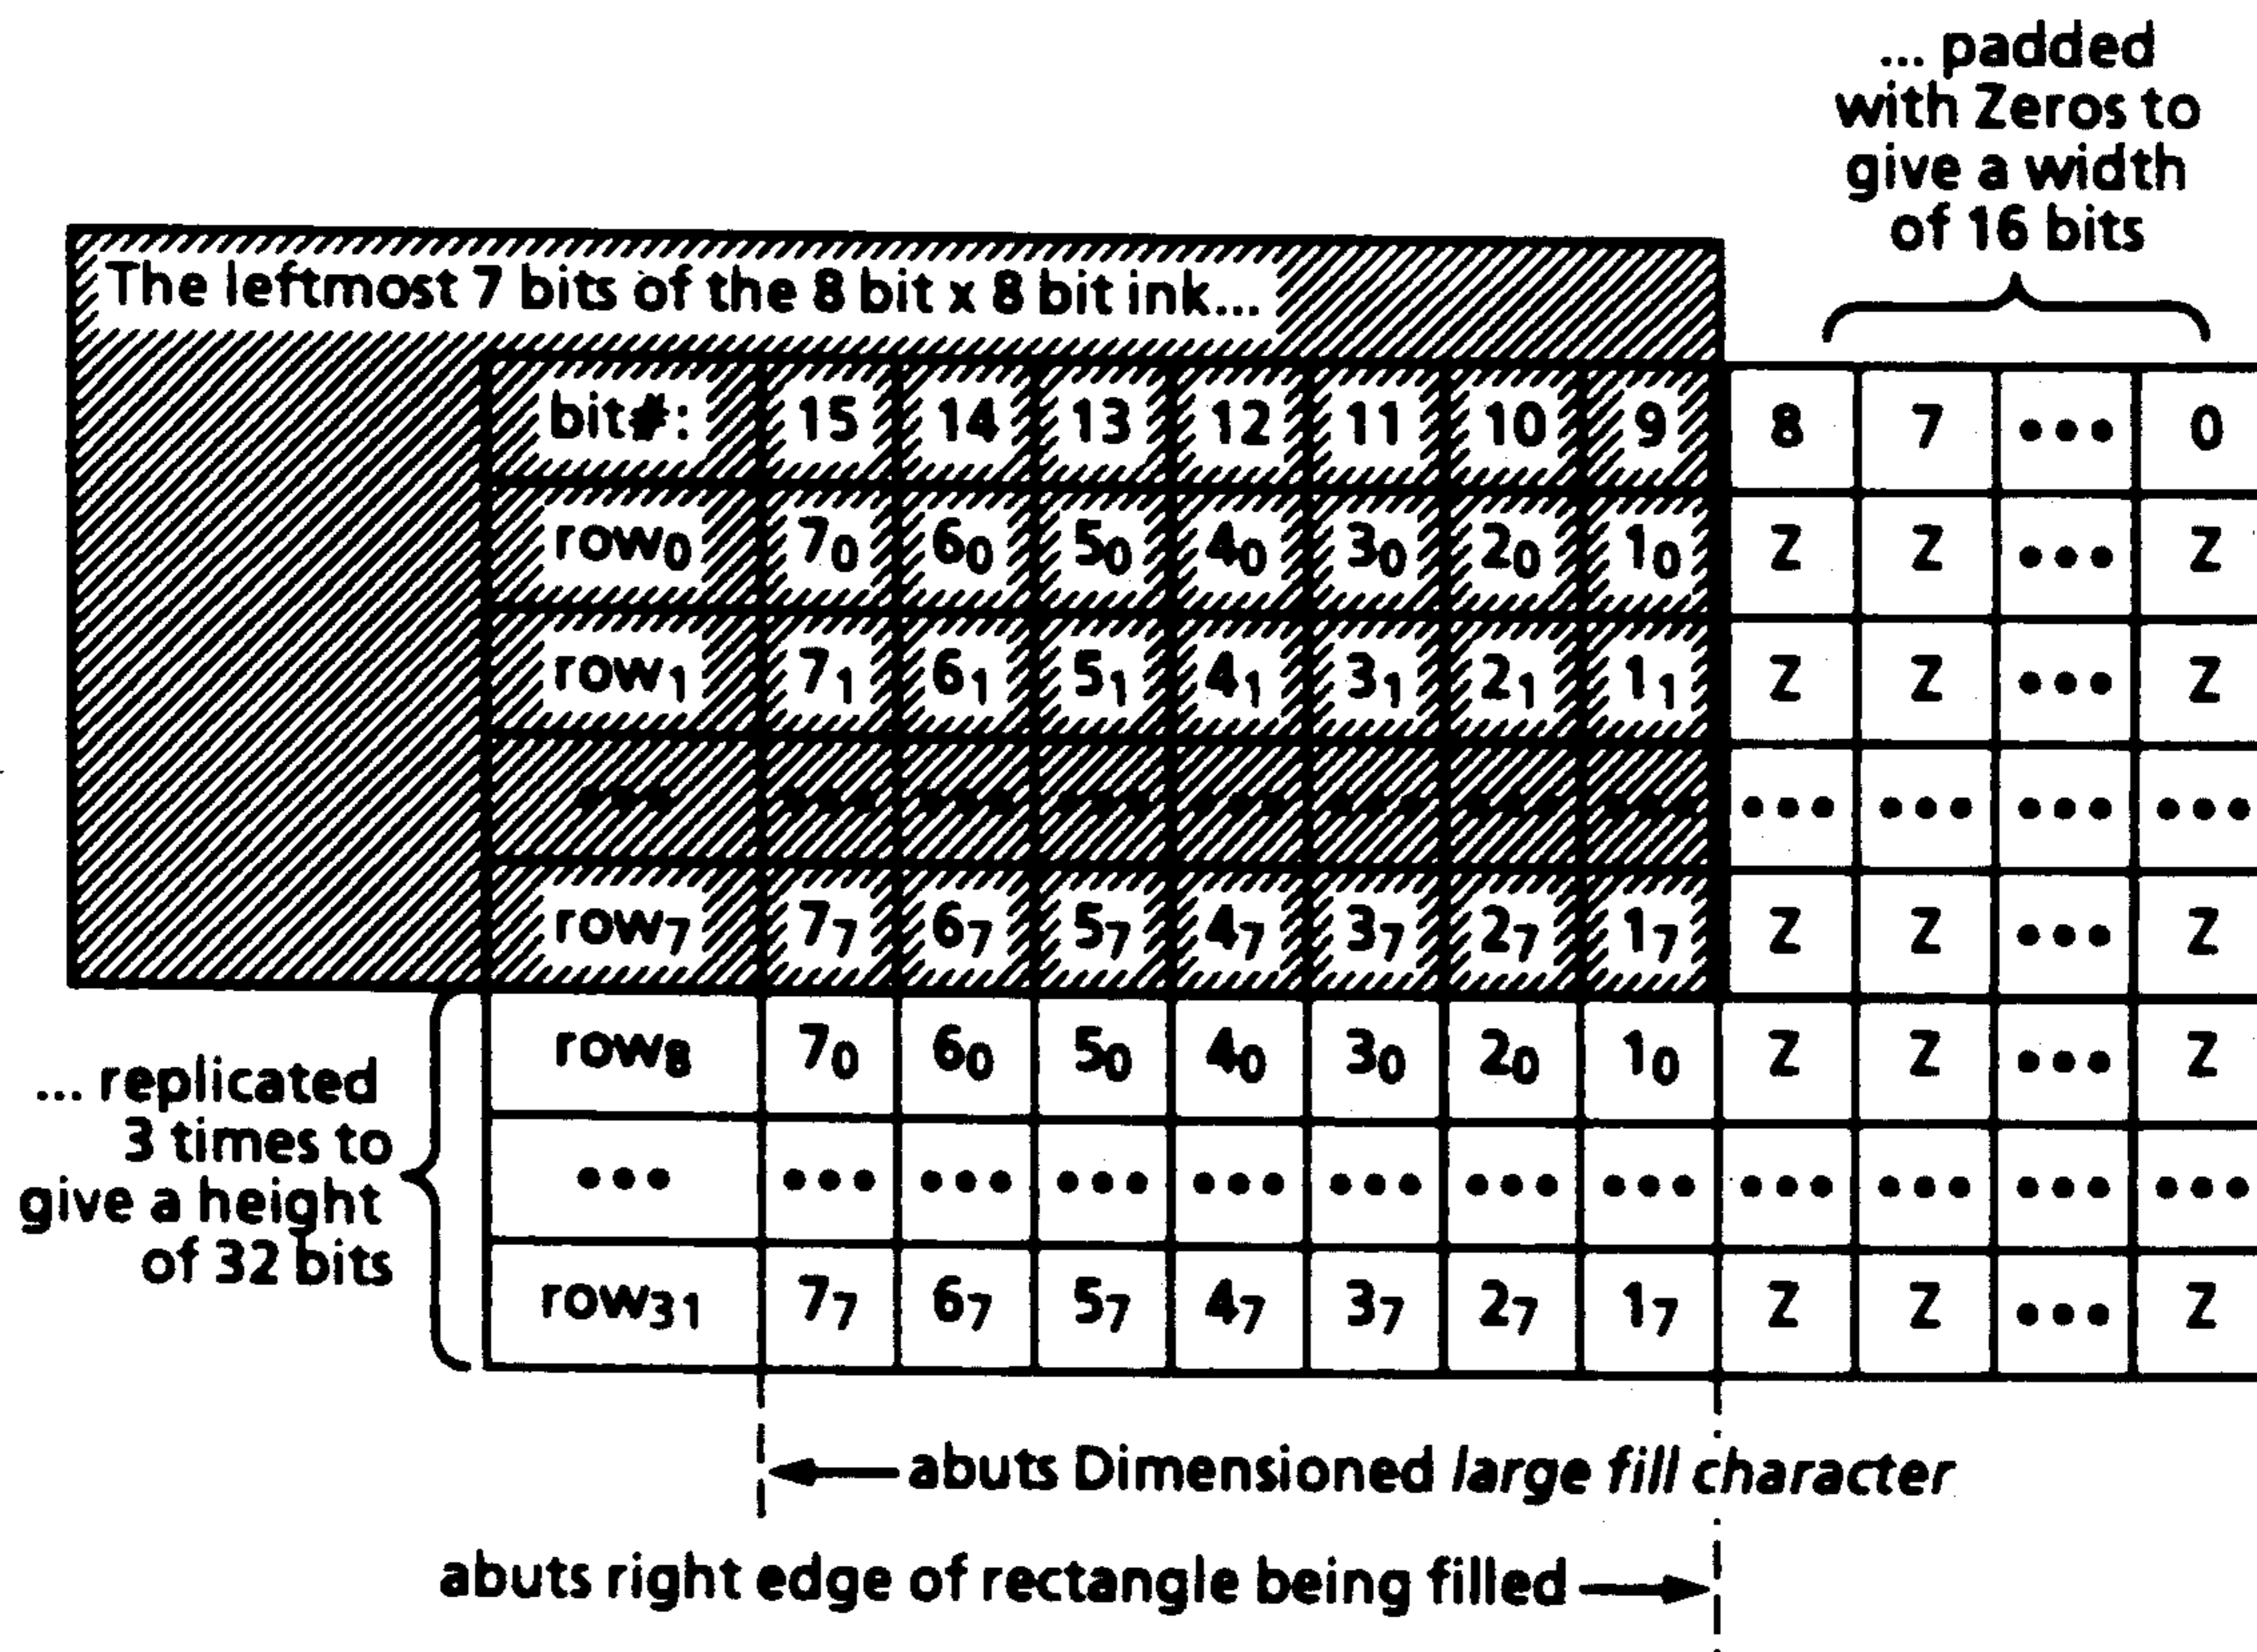 ... padded
with Zeros to
give a width
of 16 bits
The leftmost 7 bits of the 8 bit x 8 bit ink...
bit#: 15 14 13 12 11 10 9 8 7 ••• 0
row₀ 7₀ 6₀ 5₀ 4₀ 3₀ 2₀ 1₀ Z Z ••• Z
row₁ 7₁ 6₁ 5₁ 4₁ 3₁ 2₁ 1₁ Z Z ••• Z
••• ••• ••• ••• ••• ••• ••• ••• ••• ••• ••• •••
row₇ 7₇ 6₇ 5₇ 4₇ 3₇ 2₇ 1₇ Z Z ••• Z
row₈ 7₀ 6₀ 5₀ 4₀ 3₀ 2₀ 1₀ Z Z ••• Z
••• ••• ••• ••• ••• ••• ••• ••• ••• ••• ••• •••
row₃₁ 7₇ 6₇ 5₇ 4₇ 3₇ 2₇ 1₇ Z Z ••• Z
... replicated
3 times to
give a height
of 32 bits
abuts Dimensioned large fill character
abuts right edge of rectangle being filled